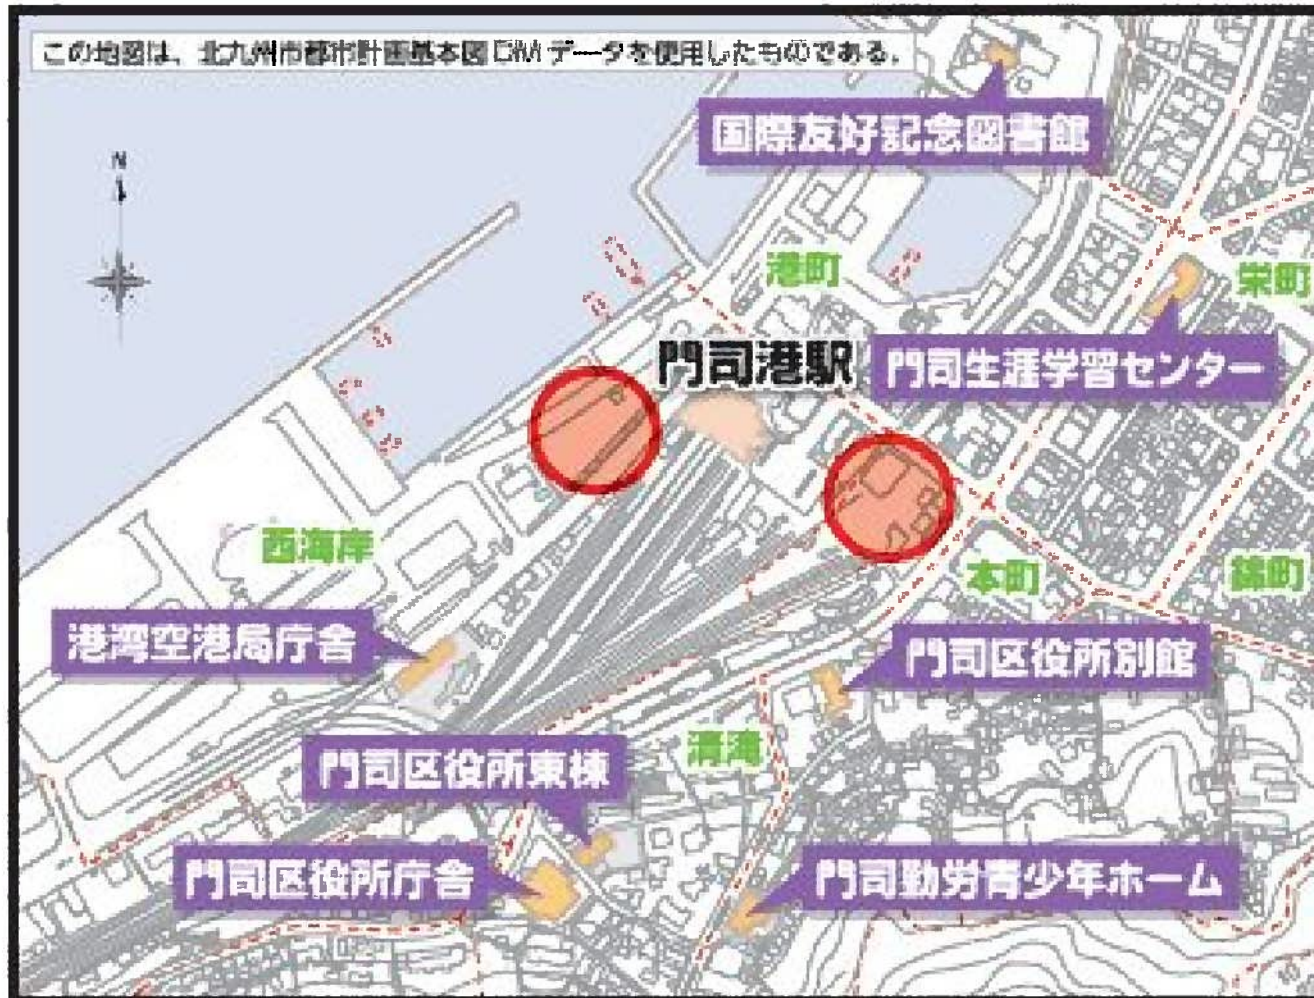 この地図は、北九州市都市計画基本図DMデータを使用したものである。
N
国際友好記念図書館
港町
栄町
門司港駅
門司生涯学習センター
西海岸
本町
錦町
港湾空港局庁舎
門司区役所別館
清滝
門司区役所東棟
門司区役所庁舎
門司勤労青少年ホーム